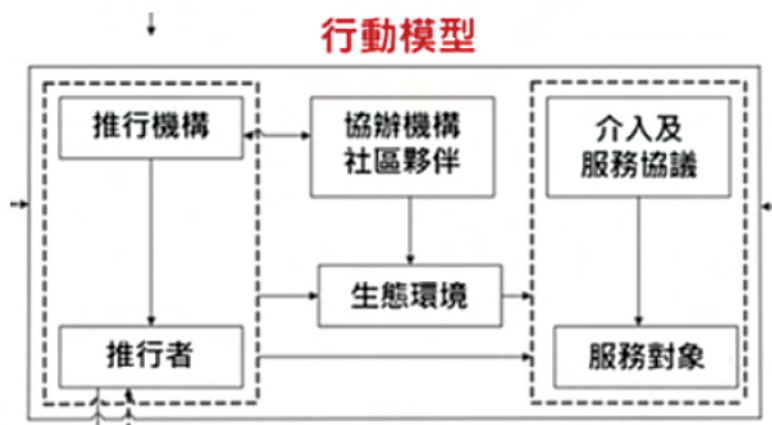 行動模型
推行機構
協辦機構
社區夥伴
介入及
服務協議
生態環境
推行者
服務對象